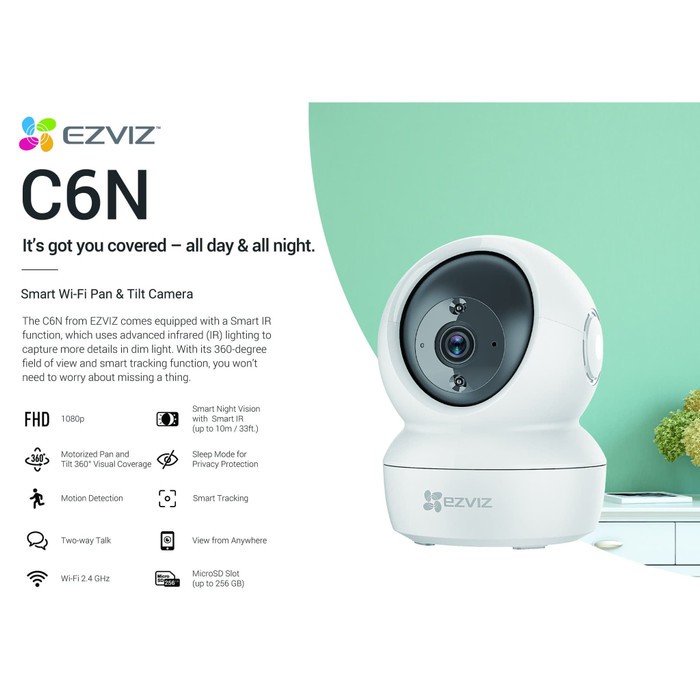 EZVIZ™
C6N
It's got you covered – all day & all night.
Smart Wi-Fi Pan & Tilt Camera
The C6N from EZVIZ comes equipped with a Smart IR
function, which uses advanced infrared (IR) lighting to
capture more details in dim light. With its 360-degree
field of view and smart tracking function, you won't
need to worry about missing a thing.
FHD
1080p
Smart Night Vision
with Smart IR
(up to 10m / 33ft.)
360°
Motorized Pan and
Tilt 360° Visual Coverage
Sleep Mode for
Privacy Protection
Motion Detection
Smart Tracking
Two-way Talk
View from Anywhere
Wi-Fi 2.4 GHz
Micro
256
MicroSD Slot
(up to 256 GB)
ezviz